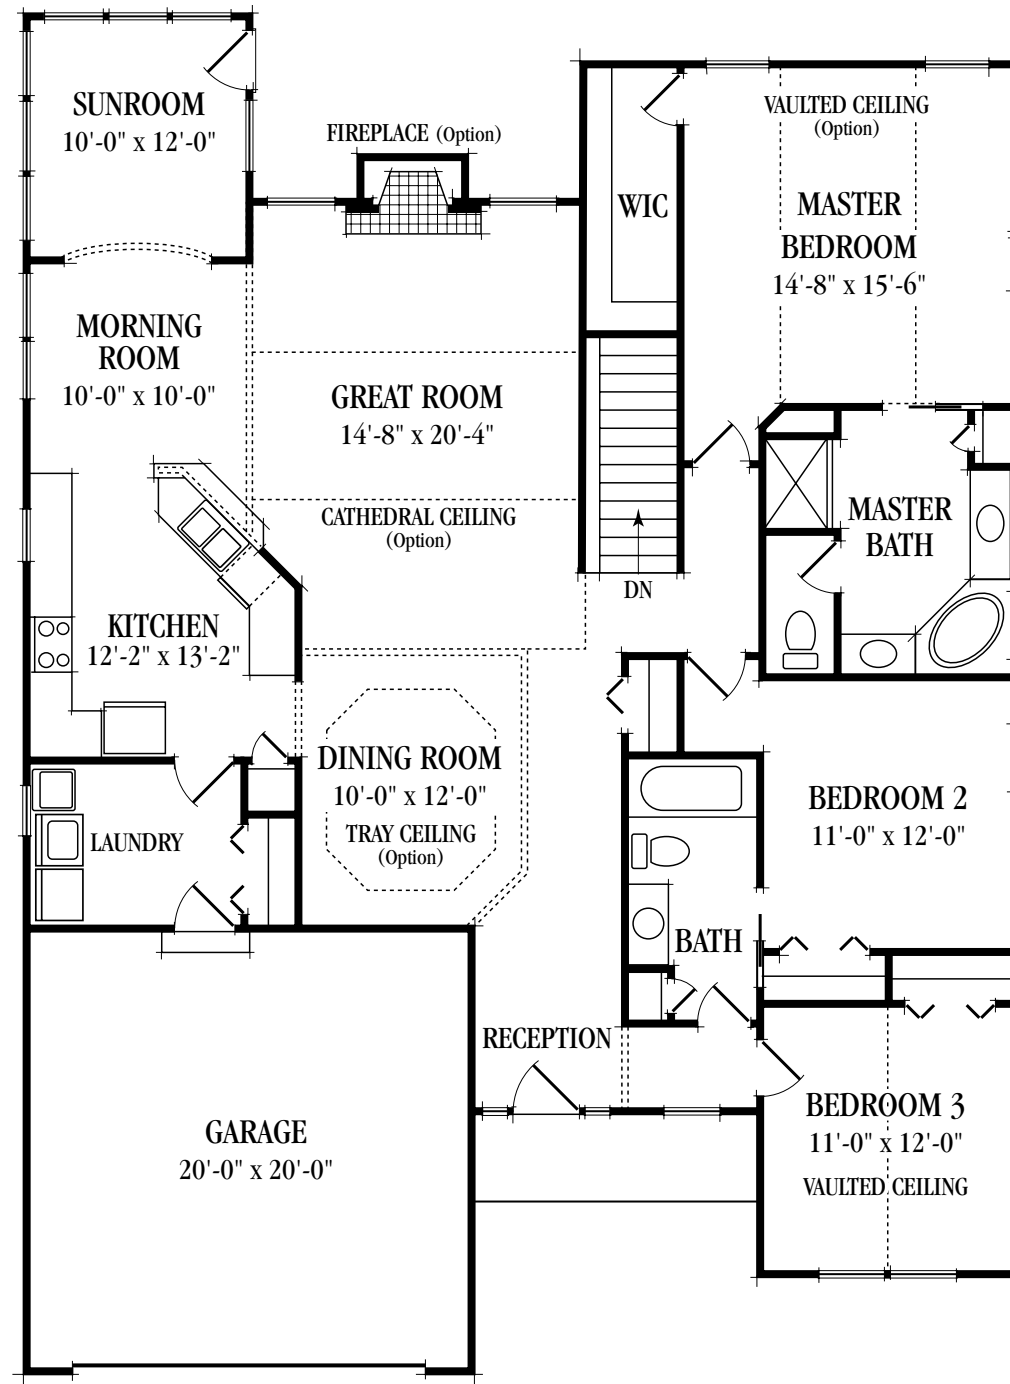 SUNROOM
10'-0" x 12'-0"
FIREPLACE (Option)
VAULTED CEILING
(Option)
WIC
MASTER
BEDROOM
14'-8" x 15'-6"
MORNING
ROOM
10'-0" x 10'-0"
GREAT ROOM
14'-8" x 20'-4"
CATHEDRAL CEILING
(Option)
MASTER
BATH
DN
KITCHEN
12'-2" x 13'-2"
DINING ROOM
10'-0" x 12'-0"
TRAY CEILING
(Option)
BEDROOM 2
11'-0" x 12'-0"
LAUNDRY
BATH
RECEPTION
GARAGE
20'-0" x 20'-0"
BEDROOM 3
11'-0" x 12'-0"
VAULTED CEILING